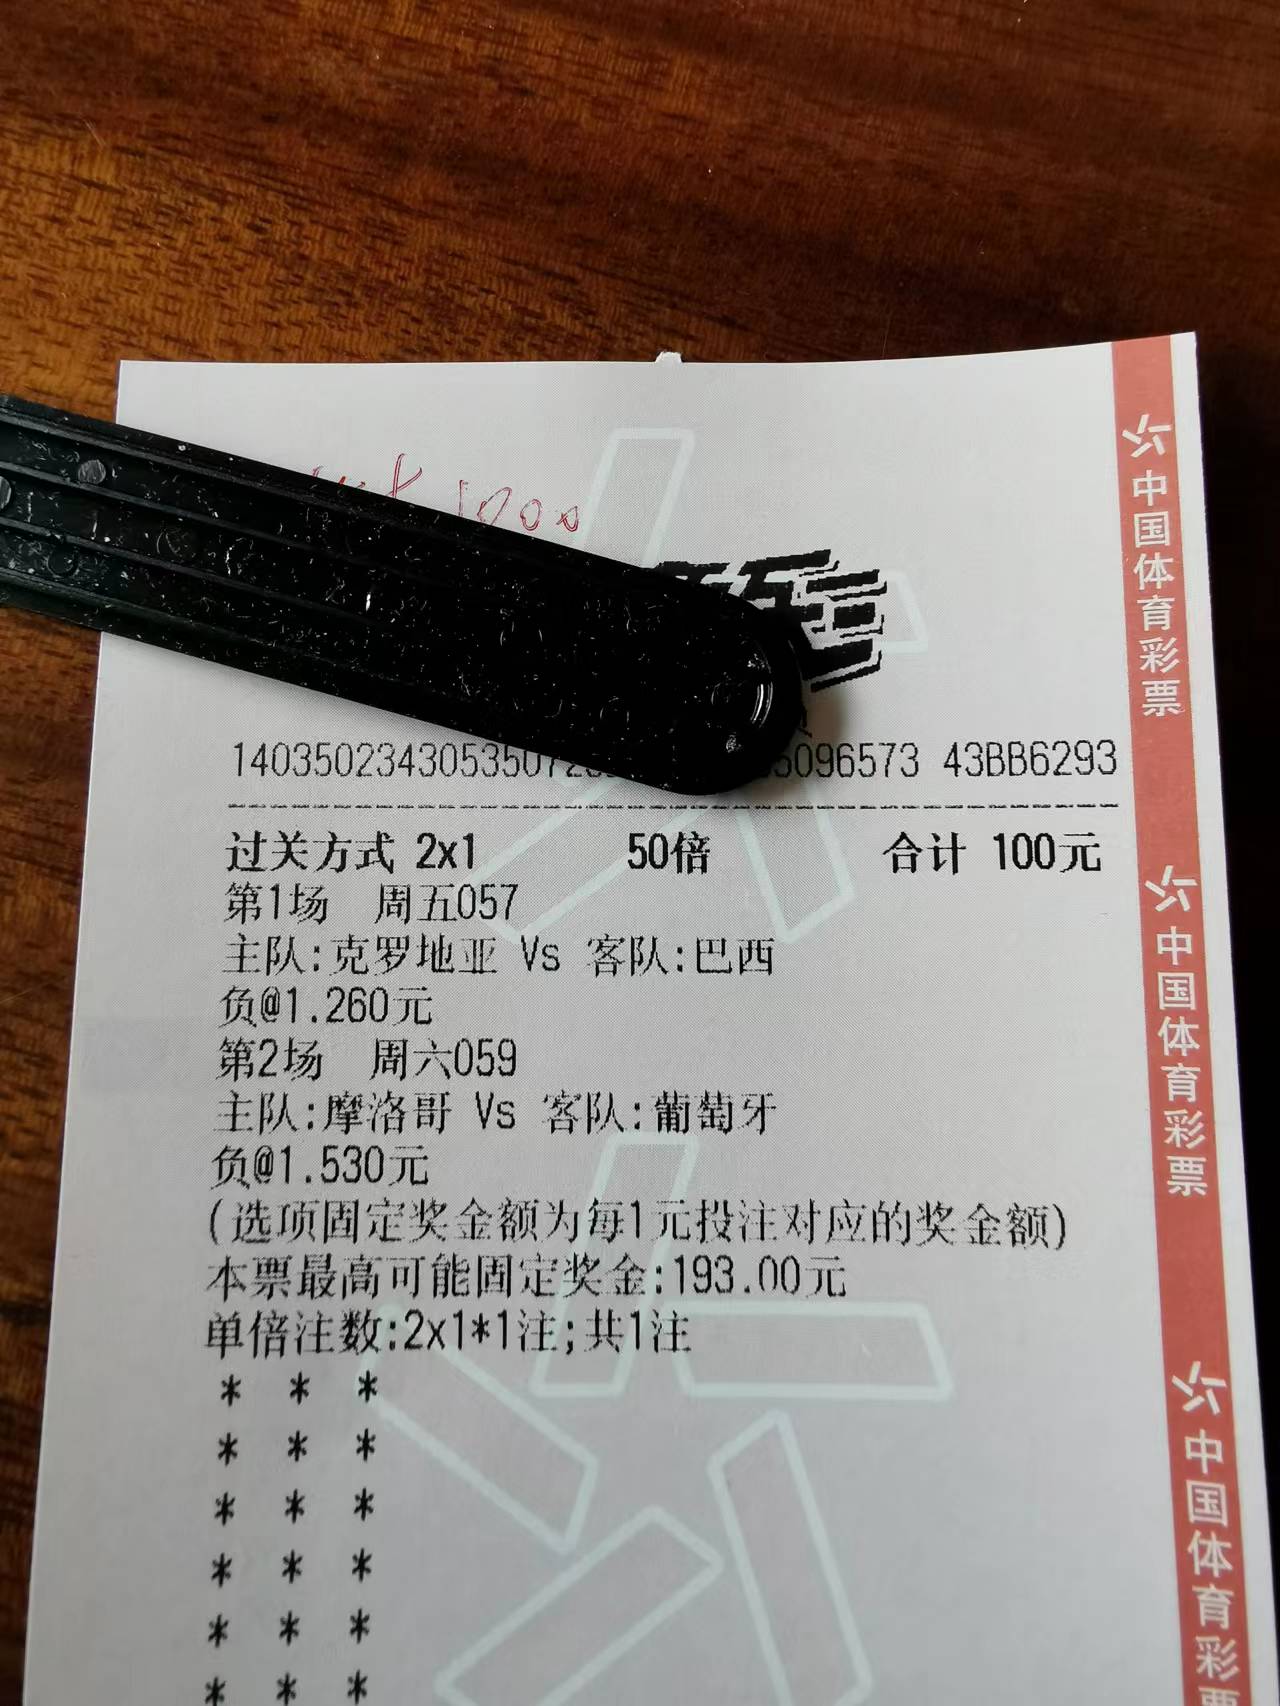 1000
5096573 43BB6293
过关方式 2x1 50倍 合计 100元
第1场 周五057
主队:克罗地亚 Vs 客队:巴西
负@1.260元
第2场 周六059
主队:摩洛哥 Vs 客队:葡萄牙
负@1.530元
(选项固定奖金额为每1元投注对应的奖金额)
本票最高可能固定奖金:193.00元
单倍注数:2x1*1注;共1注
* * *
* * *
* * *
* * *
* * *
* * *
中国体育彩票
中国体育彩票
中国体育彩票